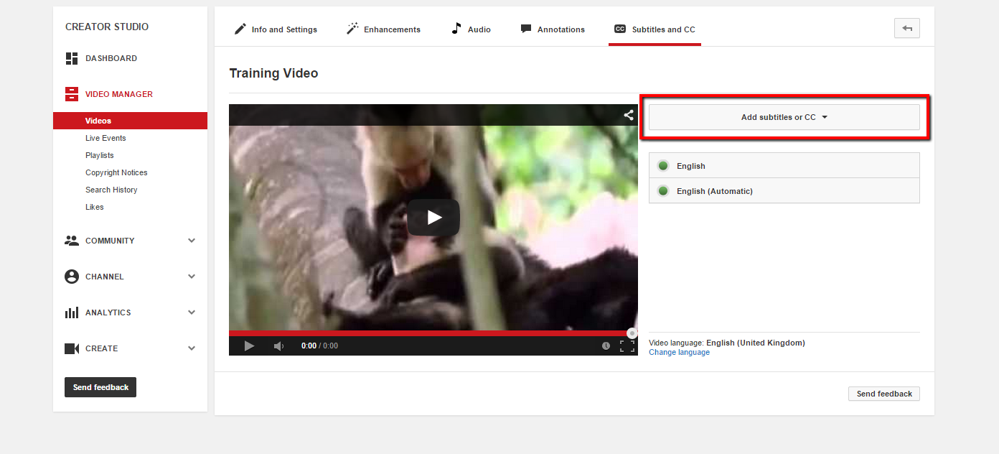 CREATOR STUDIO
DASHBOARD
VIDEO MANAGER
Videos
Live Events
Playlists
Copyright Notices
Search History
Likes
COMMUNITY
CHANNEL
ANALYTICS
CREATE
Send feedback
Info and Settings
Enhancements
Audio
Annotations
CC Subtitles and CC
Training Video
Add subtitles or CC
English
English (Automatic)
0:00 / 0:00
Video language: English (United Kingdom)
Change language
Send feedback